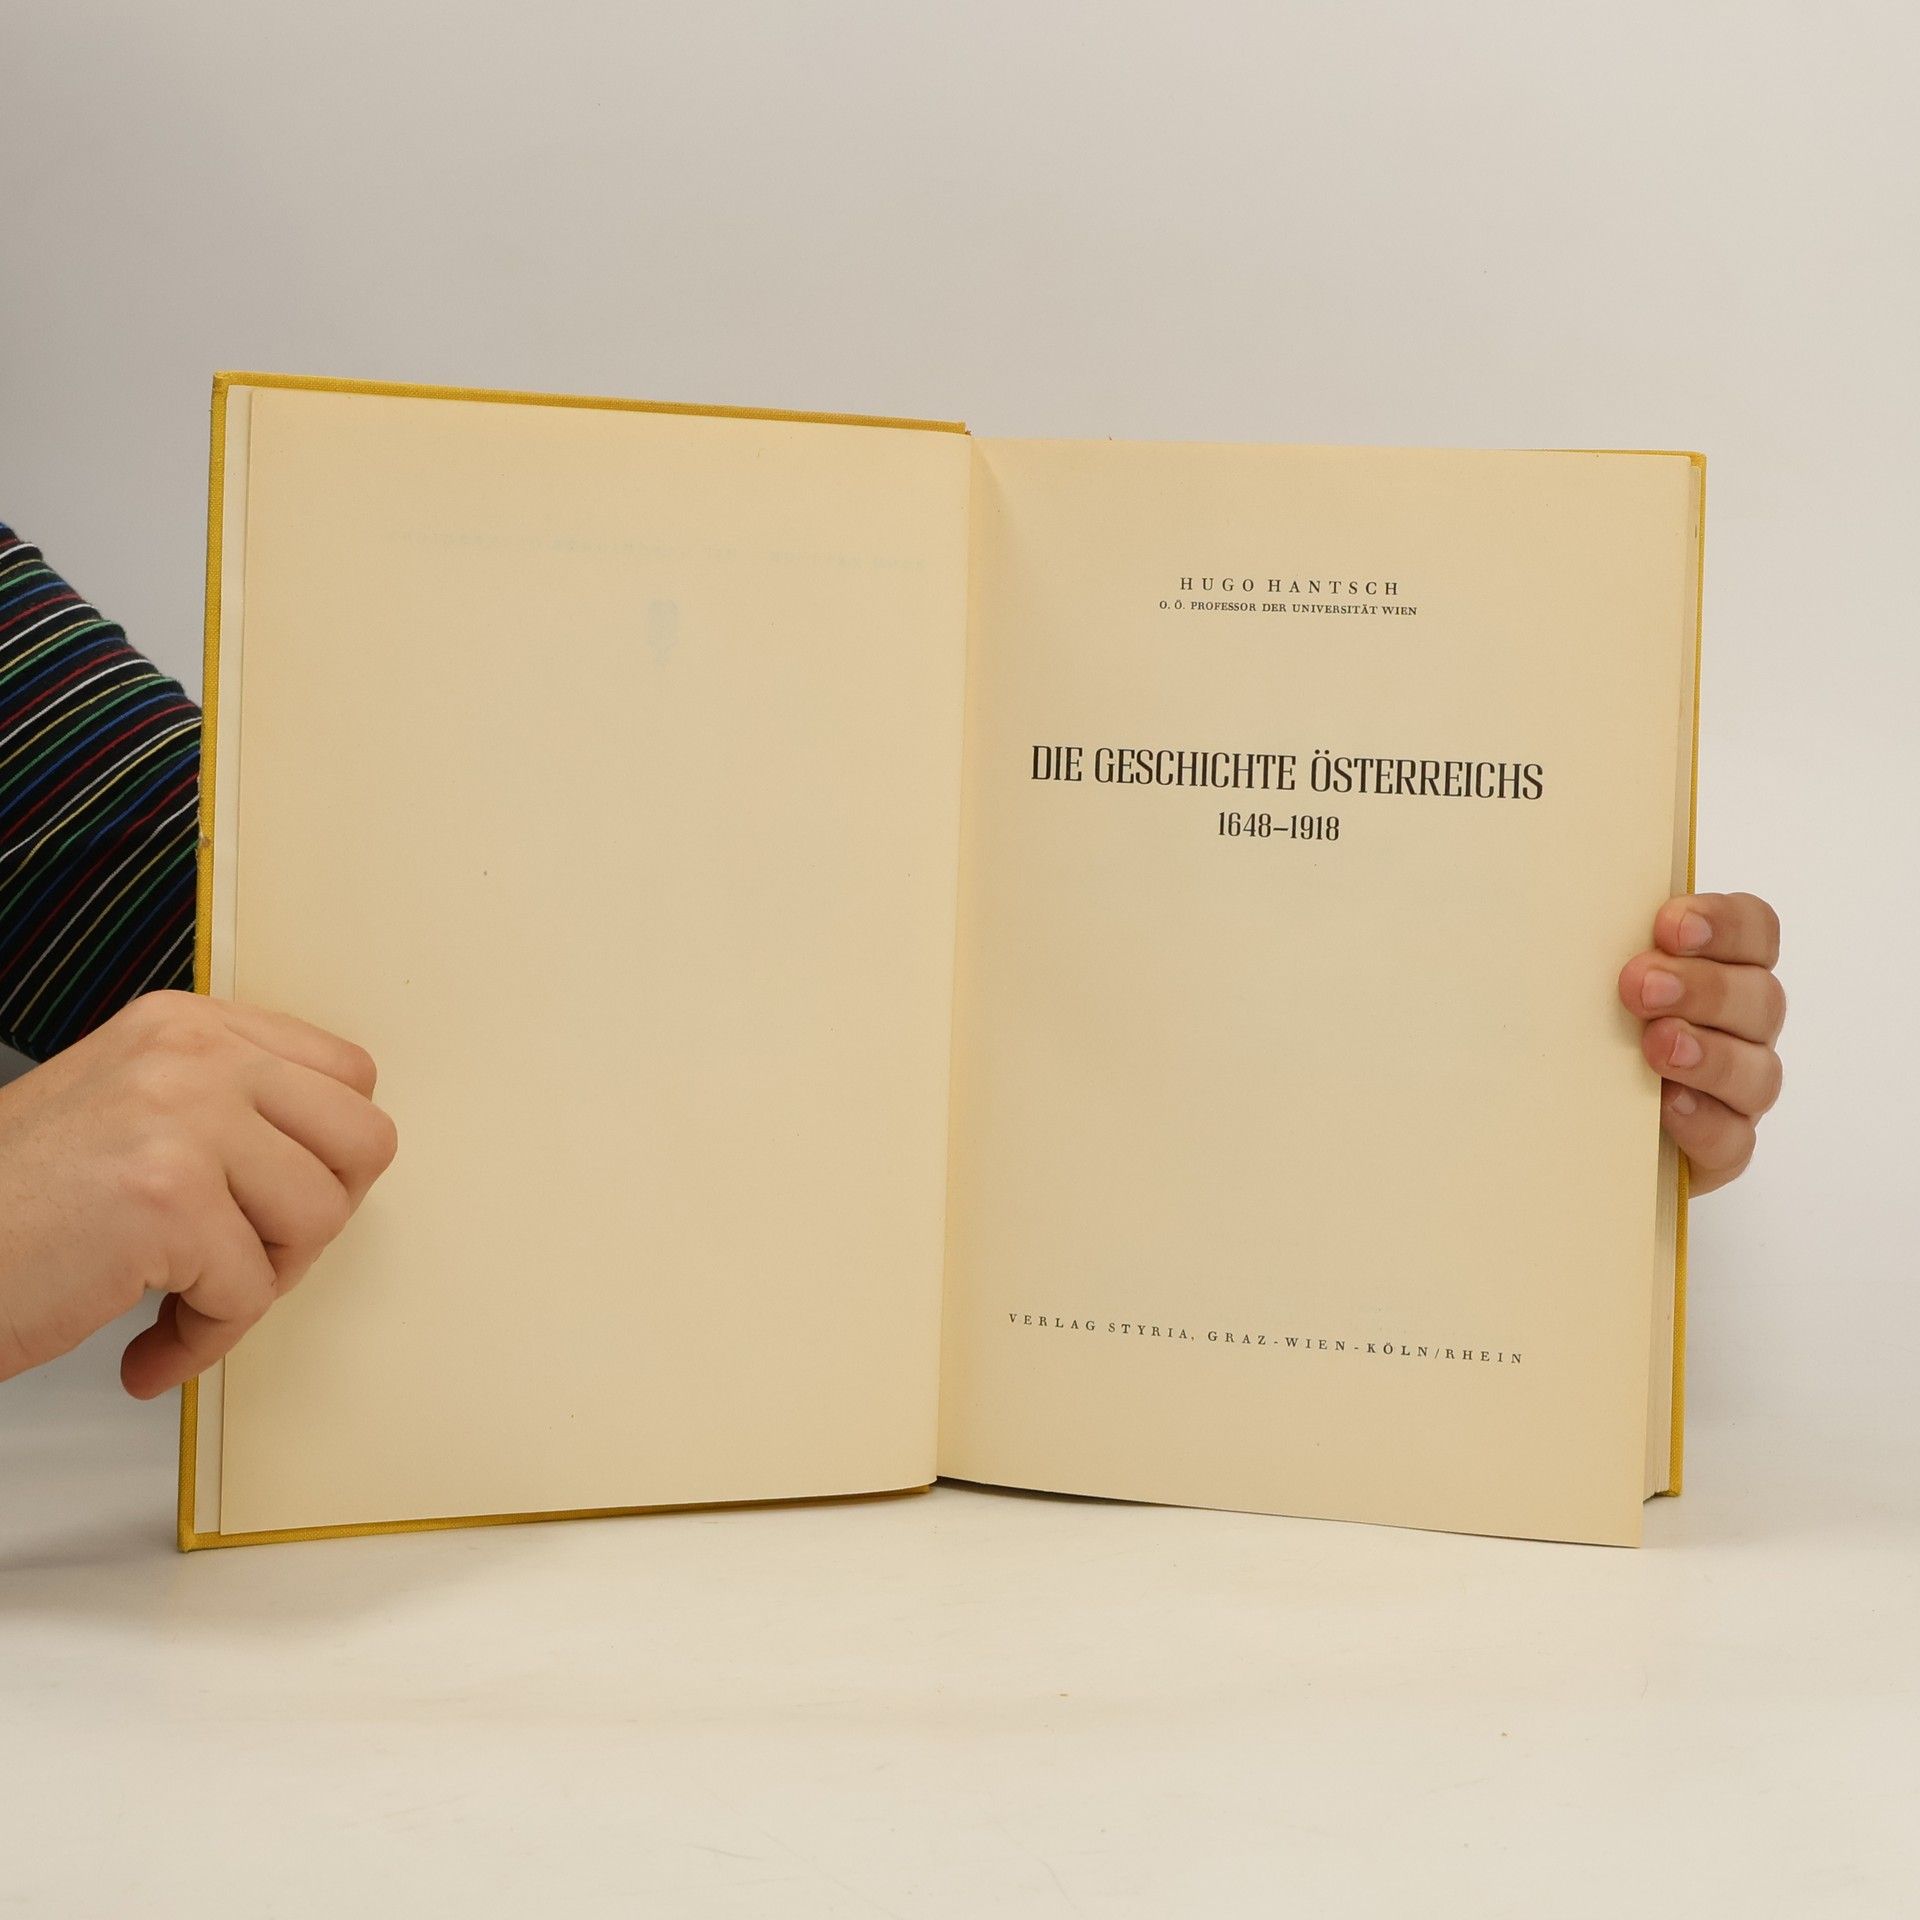 HUGO HANTSCH
O. Ö. PROFESSOR DER UNIVERSITÄT WIEN
DIE GESCHICHTE ÖSTERREICHS
1648–1918
VERLAG STYRIA, GRAZ-WIEN-KÖLN/RHEIN